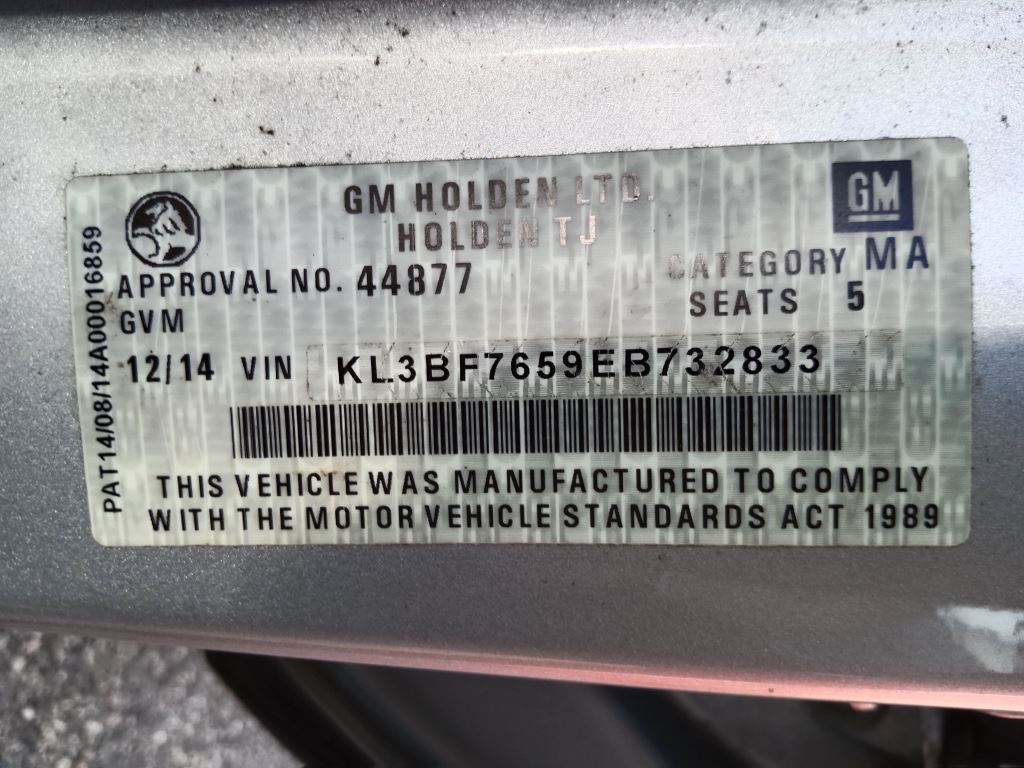 GM HOLDEN LTD.
HOLDEN TJ
GM
APPROVAL NO. 44877
CATEGORY MA
GVM
SEATS 5
12/14 VIN KL3BF7659EB732833
THIS VEHICLE WAS MANUFACTURED TO COMPLY
WITH THE MOTOR VEHICLE STANDARDS ACT 1989
PAT14/08/14A00016859